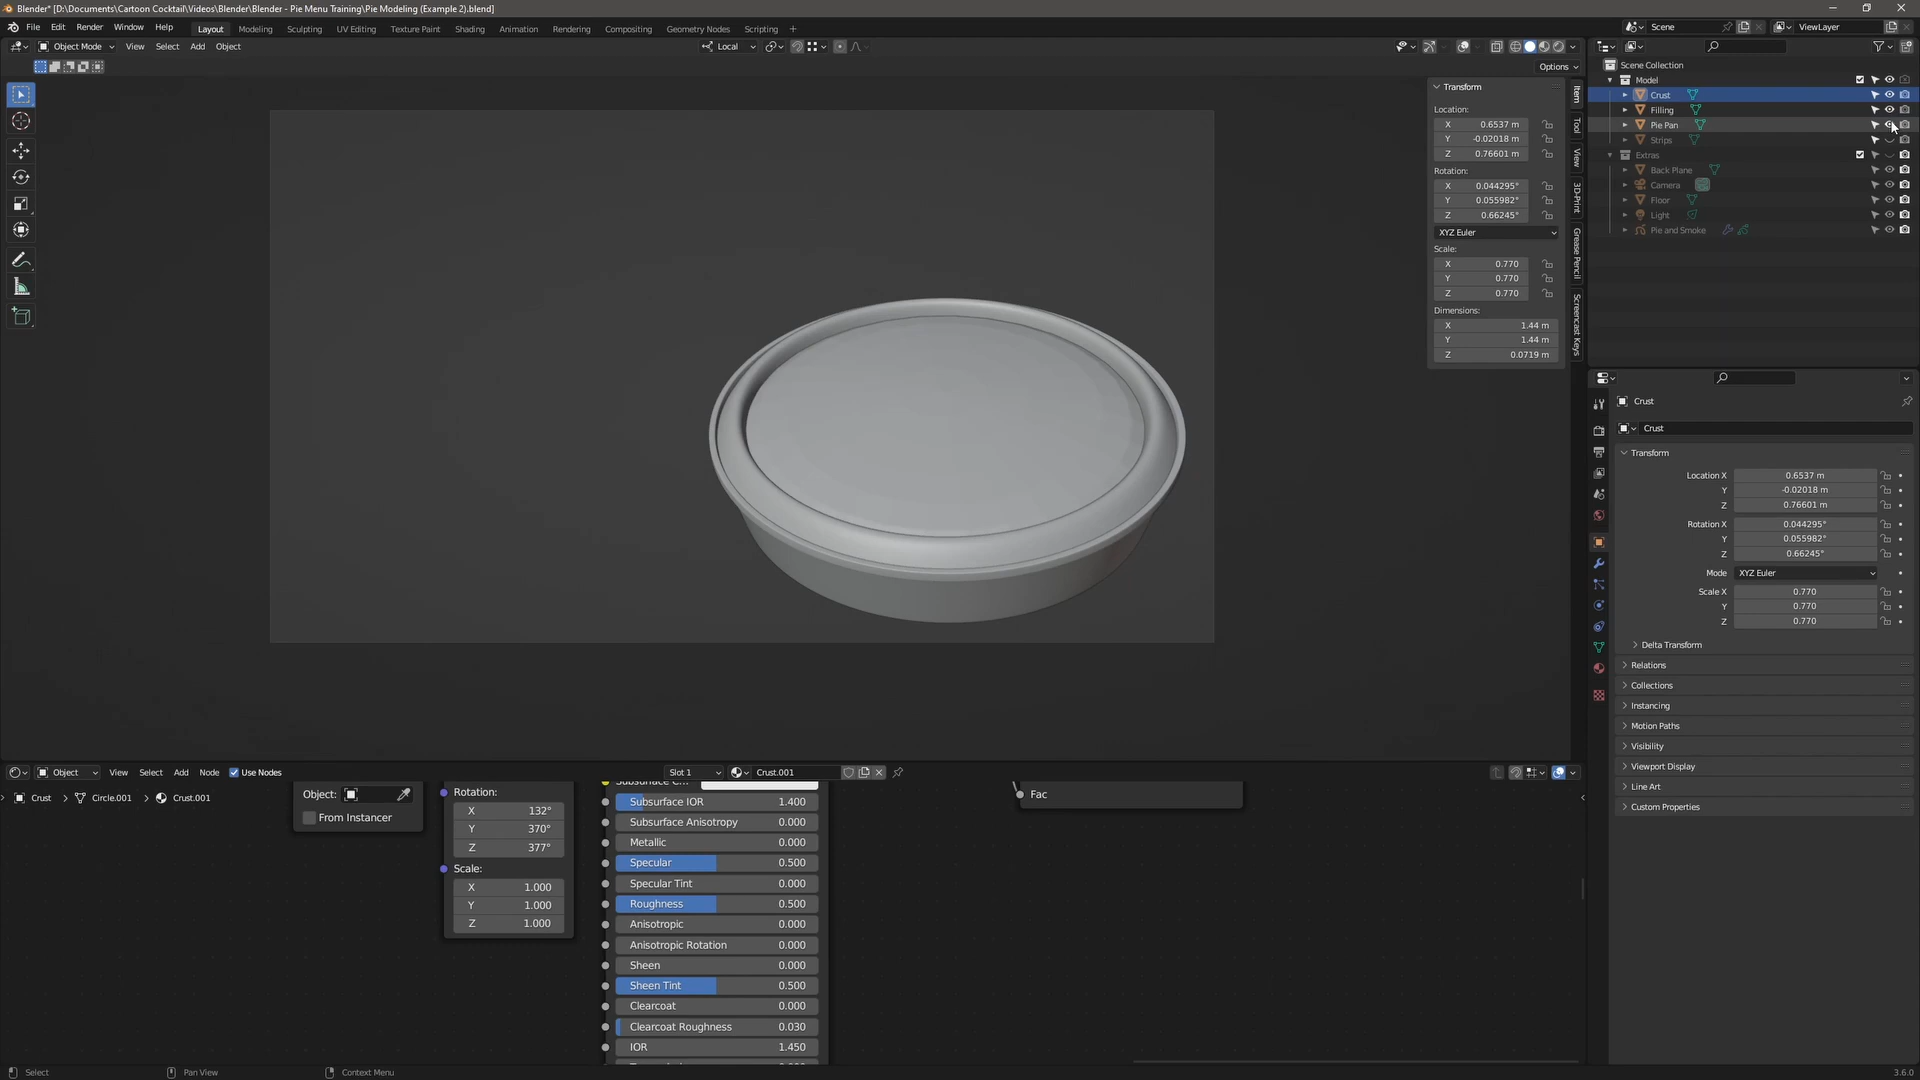 Blender* [D:\Documents\Cartoon Cocktail\Videos\Blender\Blender - Pie Menu Training\Pie Modeling (Example 2).blend]
File Edit Render Window Help Layout Modeling Sculpting UV Editing Texture Paint Shading Animation Rendering Compositing Geometry Nodes Scripting + Scene ViewLayer
Object Mode View Select Add Object Local
Options
Scene Collection
Model
Crust
Filling
Pie Pan
Strips
Extras
Back Plane
Camera
Floor
Light
Pie and Smoke
Transform
Location:
X 0.6537 m
Y -0.02018 m
Z 0.76601 m
Rotation:
X 0.044295°
Y 0.055982°
Z 0.66245°
XYZ Euler
Scale:
X 0.770
Y 0.770
Z 0.770
Dimensions:
X 1.44 m
Y 1.44 m
Z 0.0719 m
Item
Tool
View
3D-Print
Grease Pencil
Screencast Keys
Crust
Crust
Transform
Location X 0.6537 m
Y -0.02018 m
Z 0.76601 m
Rotation X 0.044295°
Y 0.055982°
Z 0.66245°
Mode XYZ Euler
Scale X 0.770
Y 0.770
Z 0.770
Delta Transform
Relations
Collections
Instancing
Motion Paths
Visibility
Viewport Display
Line Art
Custom Properties
Object View Select Add Node Use Nodes Slot 1 Crust.001
Crust > Circle.001 > Crust.001
Object:
From Instancer
Rotation:
X 132°
Y 370°
Z 377°
Scale:
X 1.000
Y 1.000
Z 1.000
Subsurface C...
Subsurface IOR 1.400
Subsurface Anisotropy 0.000
Metallic 0.000
Specular 0.500
Specular Tint 0.000
Roughness 0.500
Anisotropic 0.000
Anisotropic Rotation 0.000
Sheen 0.000
Sheen Tint 0.500
Clearcoat 0.000
Clearcoat Roughness 0.030
IOR 1.450
Fac
Select Pan View Context Menu 3.6.0